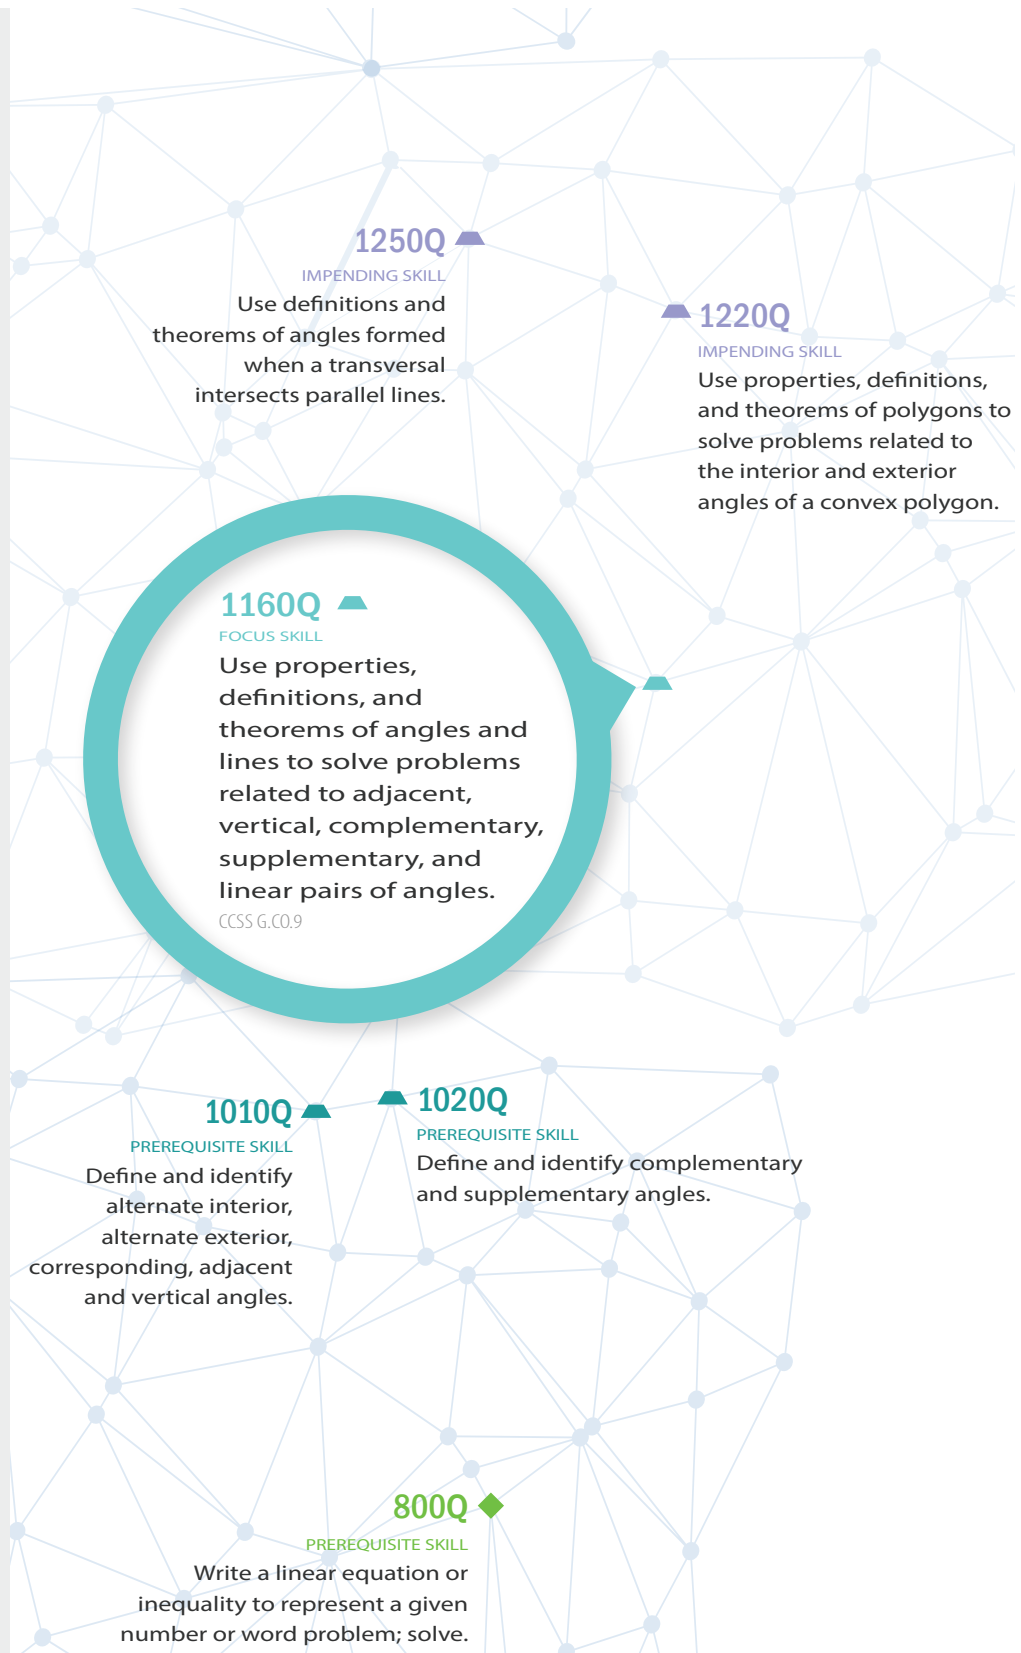 1250Q
IMPENDING SKILL
Use definitions and
theorems of angles formed
when a transversal
intersects parallel lines.
1220Q
IMPENDING SKILL
Use properties, definitions,
and theorems of polygons to
solve problems related to
the interior and exterior
angles of a convex polygon.
1160Q
FOCUS SKILL
Use properties,
definitions, and
theorems of angles and
lines to solve problems
related to adjacent,
vertical, complementary,
supplementary, and
linear pairs of angles.
CCSS G.CO.9
1010Q
PREREQUISITE SKILL
Define and identify
alternate interior,
alternate exterior,
corresponding, adjacent
and vertical angles.
1020Q
PREREQUISITE SKILL
Define and identify complementary
and supplementary angles.
800Q
PREREQUISITE SKILL
Write a linear equation or
inequality to represent a given
number or word problem; solve.